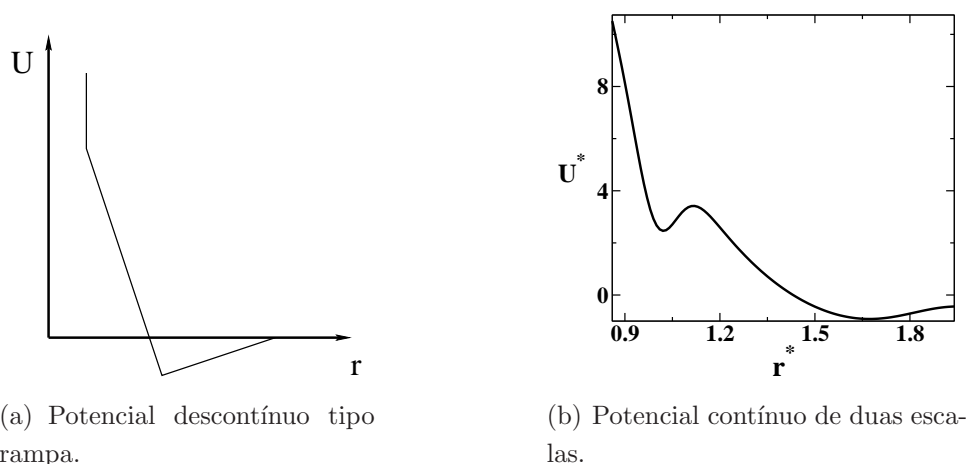 U
r
8
4
0
U*
0.9 1.2 1.5 1.8
r*
(a) Potencial descontínuo tipo
rampa.
(b) Potencial contínuo de duas esca-
las.